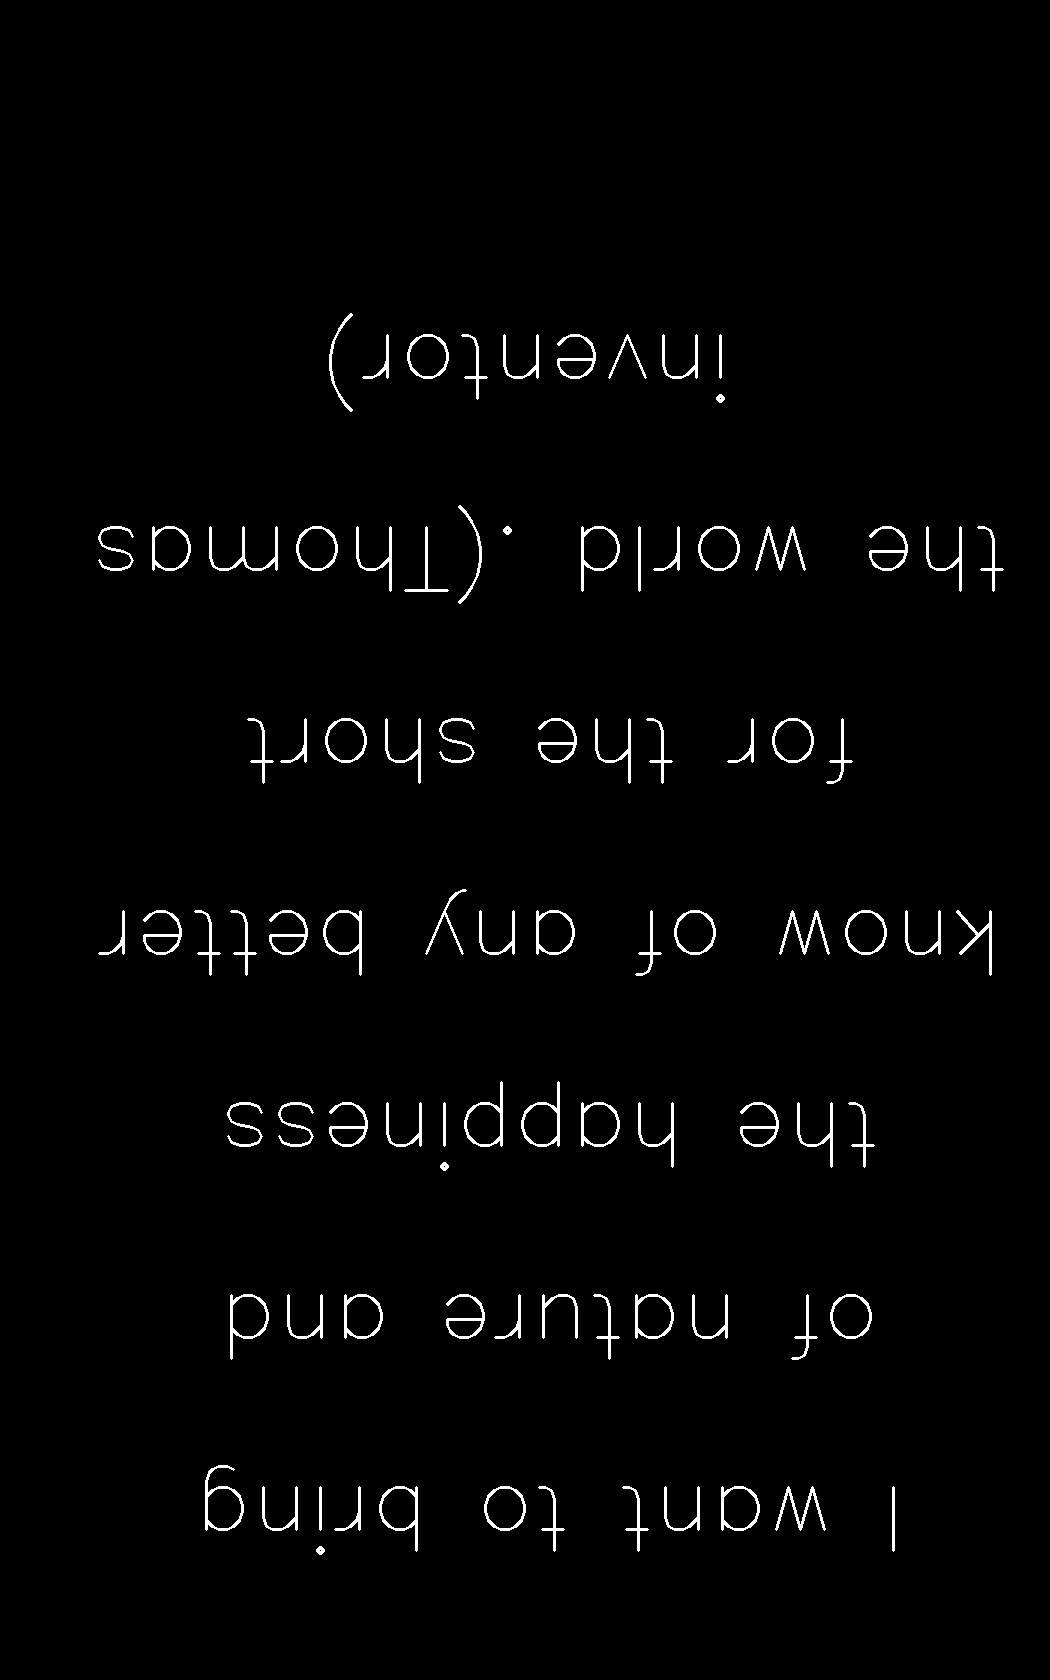 I want to bring
of nature and
the happiness
know of any better
for the short
the world .(Thomas
inventor)